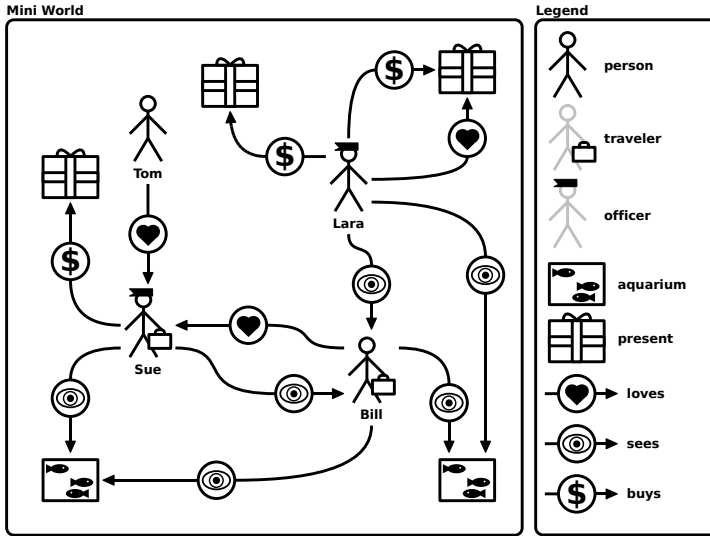 Mini World
Legend
person
Tom
traveler
$
$
Lara
officer
$
aquarium
present
Sue
loves
Bill
sees
$ buys